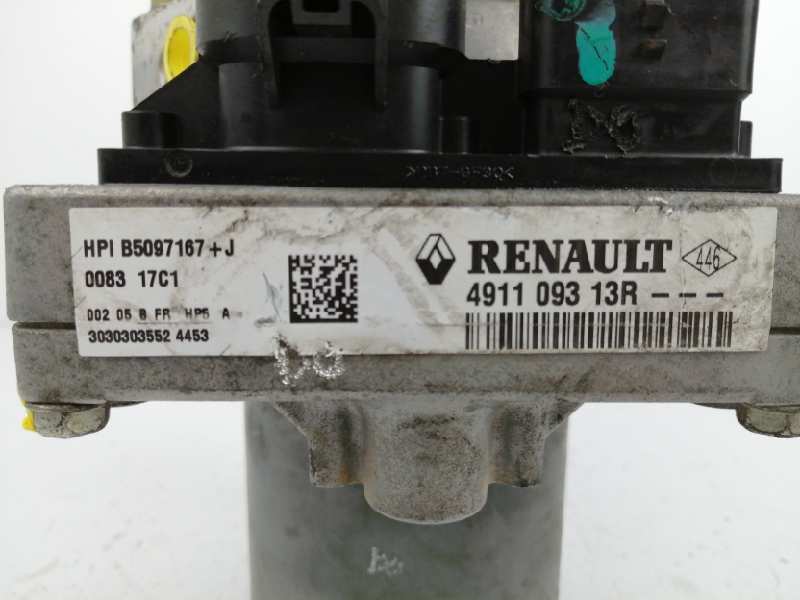 HPI B5097167+J
0083 17C1
002 05 B FR HP5 A
3030303552 4453
RENAULT
446
4911 093 13R ---